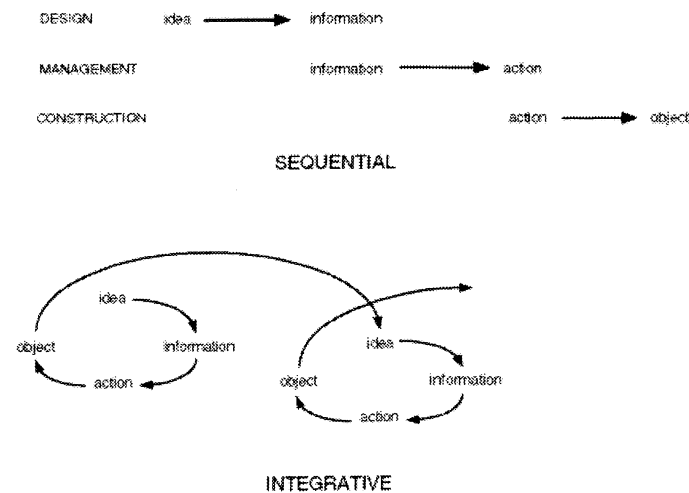 DESIGN idea information
MANAGEMENT information action
CONSTRUCTION action object
SEQUENTIAL
idea
object information
action
idea
object information
action
INTEGRATIVE